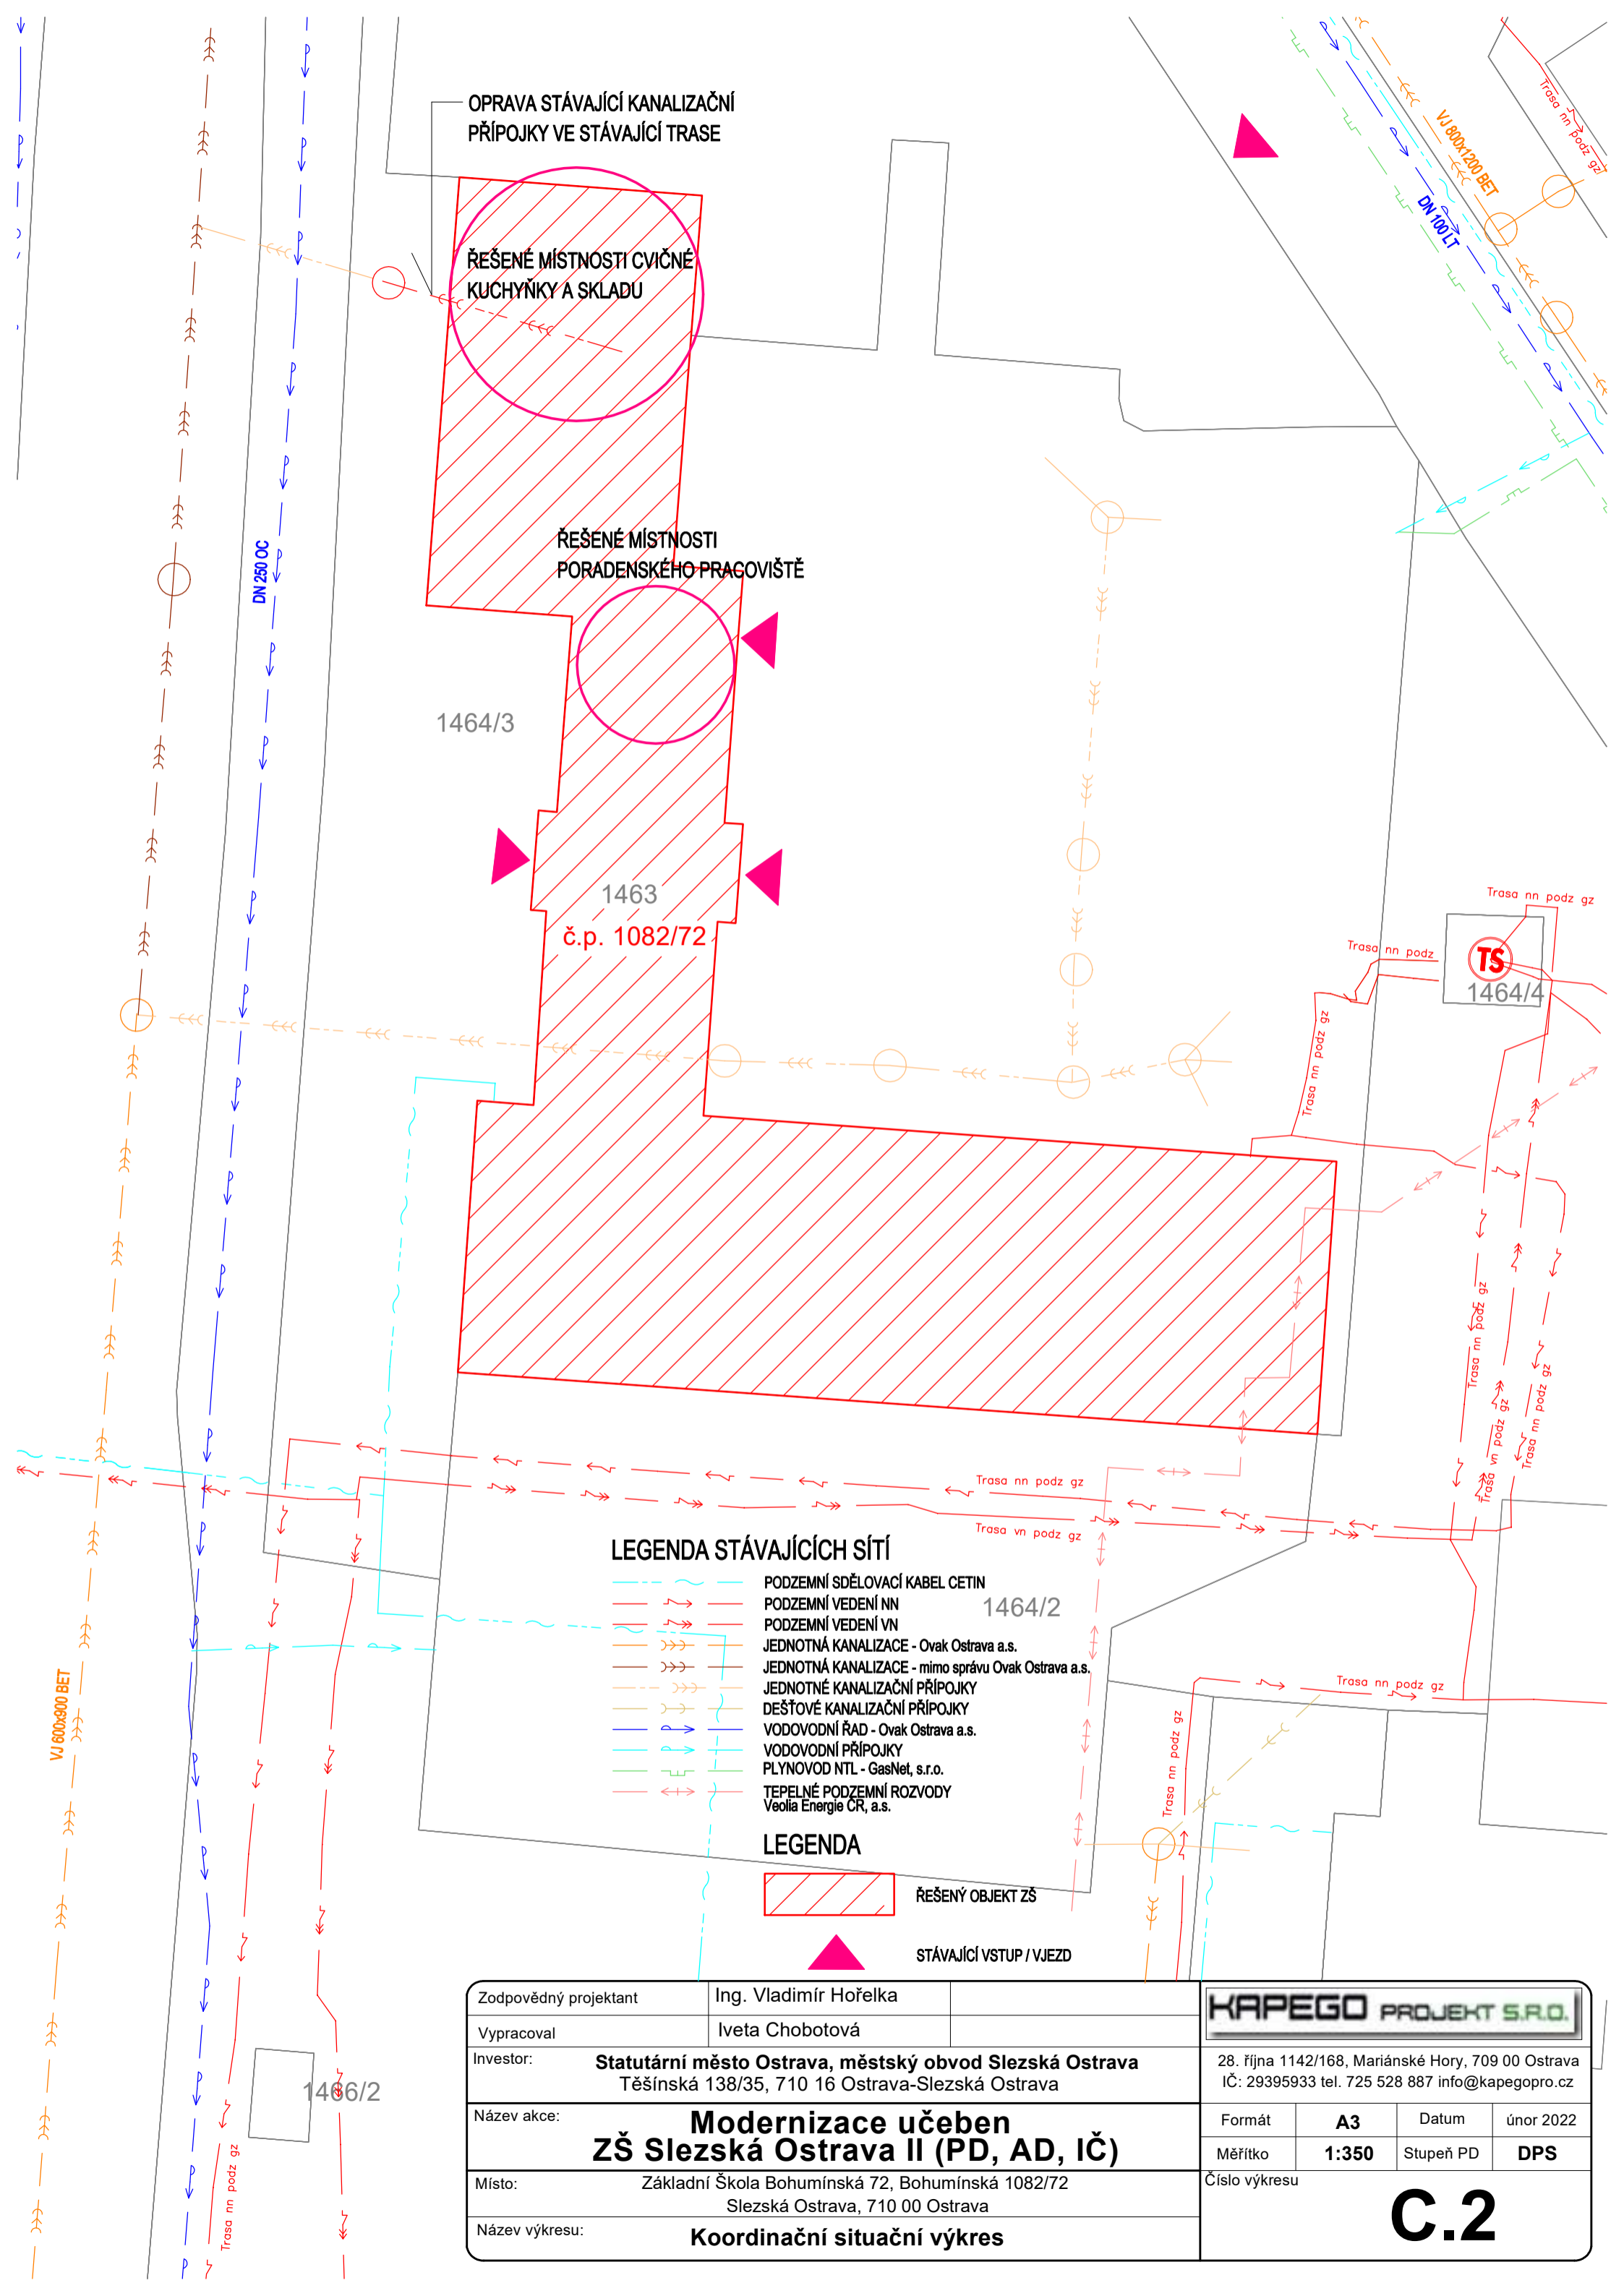 OPRAVA STÁVAJÍCÍ KANALIZAČNÍ
PŘÍPOJKY VE STÁVAJÍCÍ TRASE
Trasa nn podz gz
VJ 800x1200 BET
DN 100 LT
ŘEŠENÉ MÍSTNOSTI CVIČNÉ
KUCHYŇKY A SKLADU
DN 250 OC
ŘEŠENÉ MÍSTNOSTI
PORADENSKÉHO PRACOVIŠTĚ
1464/3
1463
č.p. 1082/72
Trasa nn podz gz
Trasa nn podz
TS
1464/4
Trasa nn podz gz
Trasa nn podz gz
Trasa nn podz gz
Trasa vn podz gz
Trasa nn podz gz
Trasa vn podz gz
LEGENDA STÁVAJÍCÍCH SÍTÍ
PODZEMNÍ SDĚLOVACÍ KABEL CETIN
PODZEMNÍ VEDENÍ NN
1464/2
PODZEMNÍ VEDENÍ VN
JEDNOTNÁ KANALIZACE - Ovak Ostrava a.s.
JEDNOTNÁ KANALIZACE - mimo správu Ovak Ostrava a.s.
JEDNOTNÉ KANALIZAČNÍ PŘÍPOJKY
DEŠŤOVÉ KANALIZAČNÍ PŘÍPOJKY
VODOVODNÍ ŘAD - Ovak Ostrava a.s.
VODOVODNÍ PŘÍPOJKY
PLYNOVOD NTL - GasNet, s.r.o.
TEPELNÉ PODZEMNÍ ROZVODY
Veolia Energie ČR, a.s.
Trasa nn podz gz
Trasa nn podz gz
VJ 600x900 BET
LEGENDA
ŘEŠENÝ OBJEKT ZŠ
STÁVAJÍCÍ VSTUP / VJEZD
1466/2
Trasa nn podz gz
Zodpovědný projektant
Ing. Vladimír Hořelka
Vypracoval
Iveta Chobotová
Investor:
Statutární město Ostrava, městský obvod Slezská Ostrava
Těšínská 138/35, 710 16 Ostrava-Slezská Ostrava
Název akce:
Modernizace učeben
ZŠ Slezská Ostrava II (PD, AD, IČ)
Místo:
Základní Škola Bohumínská 72, Bohumínská 1082/72
Slezská Ostrava, 710 00 Ostrava
Název výkresu:
Koordinační situační výkres
KAPEGO PROJEKT S.R.O.
28. října 1142/168, Mariánské Hory, 709 00 Ostrava
IČ: 29395933 tel. 725 528 887 info@kapegopro.cz
Formát
A3
Datum
únor 2022
Měřítko
1:350
Stupeň PD
DPS
Číslo výkresu
C.2